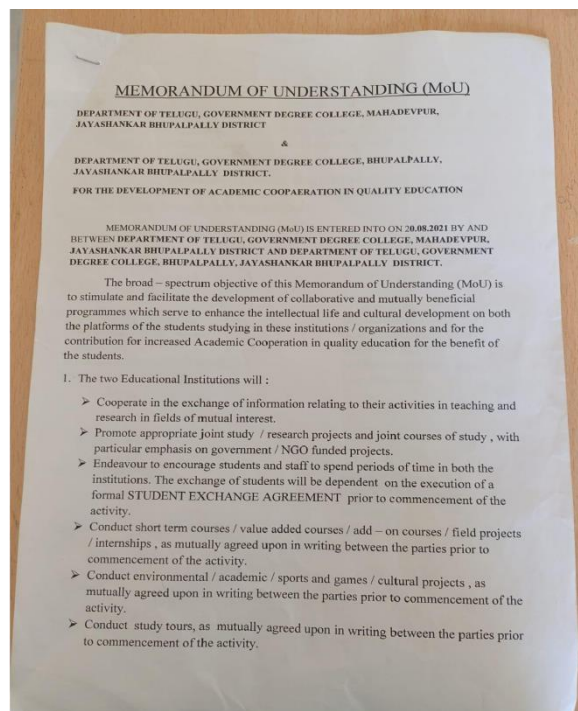 MEMORANDUM OF UNDERSTANDING (MoU)
DEPARTMENT OF TELUGU, GOVERNMENT DEGREE COLLEGE, MAHADEVPUR,
JAYASHANKAR BHUPALPALLY DISTRICT
&
DEPARTMENT OF TELUGU, GOVERNMENT DEGREE COLLEGE, BHUPALPALLY,
JAYASHANKAR BHUPALPALLY DISTRICT.
FOR THE DEVELOPMENT OF ACADEMIC COOPAERATION IN QUALITY EDUCATION
MEMORANDUM OF UNDERSTANDING (MoU) IS ENTERED INTO ON 20.08.2021 BY AND
BETWEEN DEPARTMENT OF TELUGU, GOVERNMENT DEGREE COLLEGE, MAHADEVPUR,
JAYASHANKAR BHUPALPALLY DISTRICT AND DEPARTMENT OF TELUGU, GOVERNMENT
DEGREE COLLEGE, BHUPALPALLY, JAYASHANKAR BHUPALPALLY DISTRICT.
The broad – spectrum objective of this Memorandum of Understanding (MoU) is
to stimulate and facilitate the development of collaborative and mutually beneficial
programmes which serve to enhance the intellectual life and cultural development on both
the platforms of the students studying in these institutions / organizations and for the
contribution for increased Academic Cooperation in quality education for the benefit of
the students.
1. The two Educational Institutions will :
➢ Cooperate in the exchange of information relating to their activities in teaching and
research in fields of mutual interest.
➢ Promote appropriate joint study / research projects and joint courses of study , with
particular emphasis on government / NGO funded projects.
➢ Endeavour to encourage students and staff to spend periods of time in both the
institutions. The exchange of students will be dependent on the execution of a
formal STUDENT EXCHANGE AGREEMENT prior to commencement of the
activity.
➢ Conduct short term courses / value added courses / add – on courses / field projects
/ internships , as mutually agreed upon in writing between the parties prior to
commencement of the activity.
➢ Conduct environmental / academic / sports and games / cultural projects , as
mutually agreed upon in writing between the parties prior to commencement of the
activity.
➢ Conduct study tours, as mutually agreed upon in writing between the parties prior
to commencement of the activity.